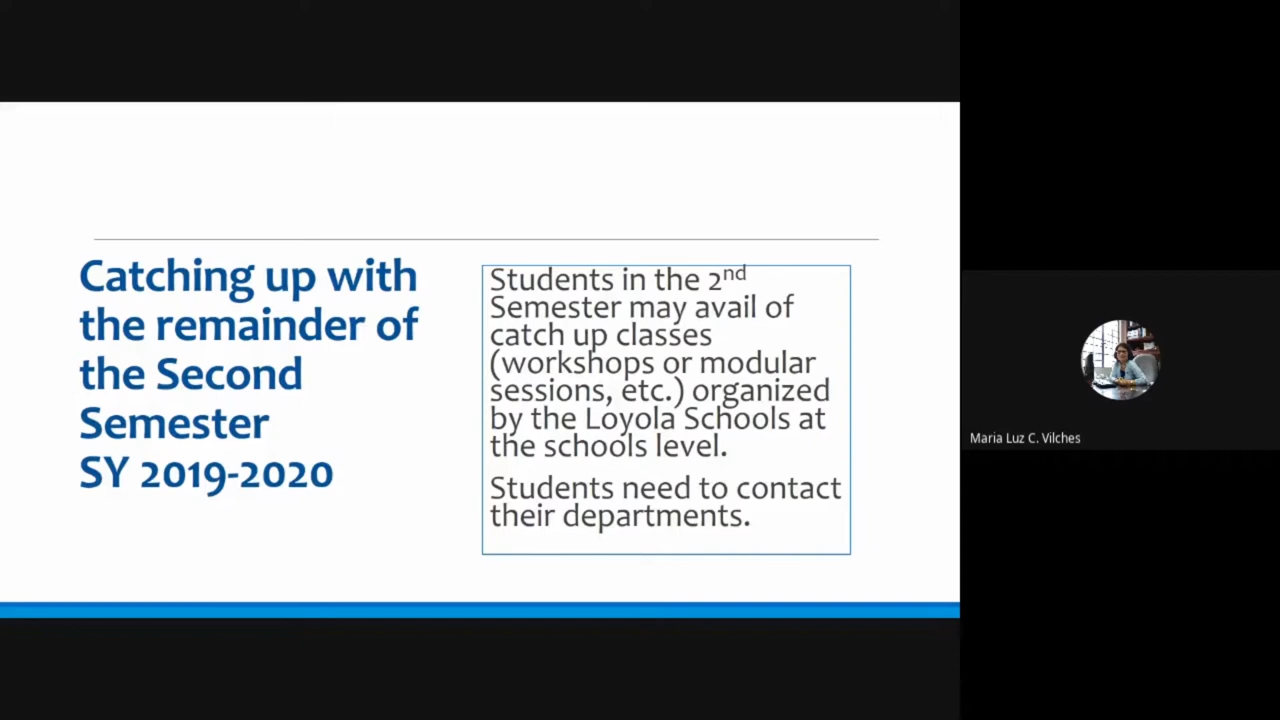 Catching up with
the remainder of
the Second
Semester
SY 2019-2020
Students in the 2nd
Semester may avail of
catch up classes
(workshops or modular
sessions, etc.) organized
by the Loyola Schools at
the schools level.
Students need to contact
their departments.
Maria Luz C. Vilches